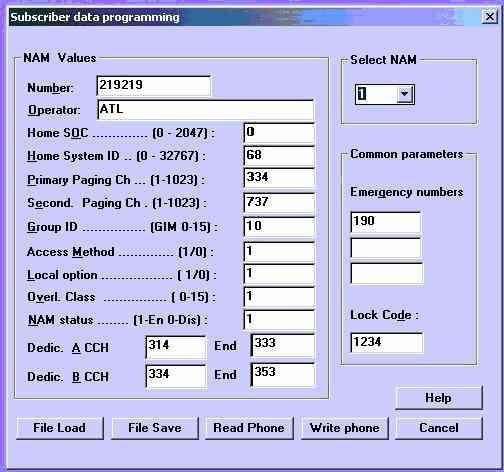 Subscriber data programming
NAM Values
Number: 219219
Operator: ATL
Home SOC .............. (0 - 2047) : 0
Home System ID .. (0 - 32767) : 68
Primary Paging Ch ... (1-1023) : 334
Second. Paging Ch . (1-1023) : 737
Group ID ............... (GIM 0-15) : 10
Access Method .............. (1/0) : 1
Local option ................. ( 1/0) : 1
Overl. Class ................ ( 0-15) : 1
NAM status ........ (1-En 0-Dis) : 1
Dedic. A CCH 314 End 333
Dedic. B CCH 334 End 353
Select NAM
1
Common parameters
Emergency numbers
190
Lock Code :
1234
Help
File Load File Save Read Phone Write phone Cancel